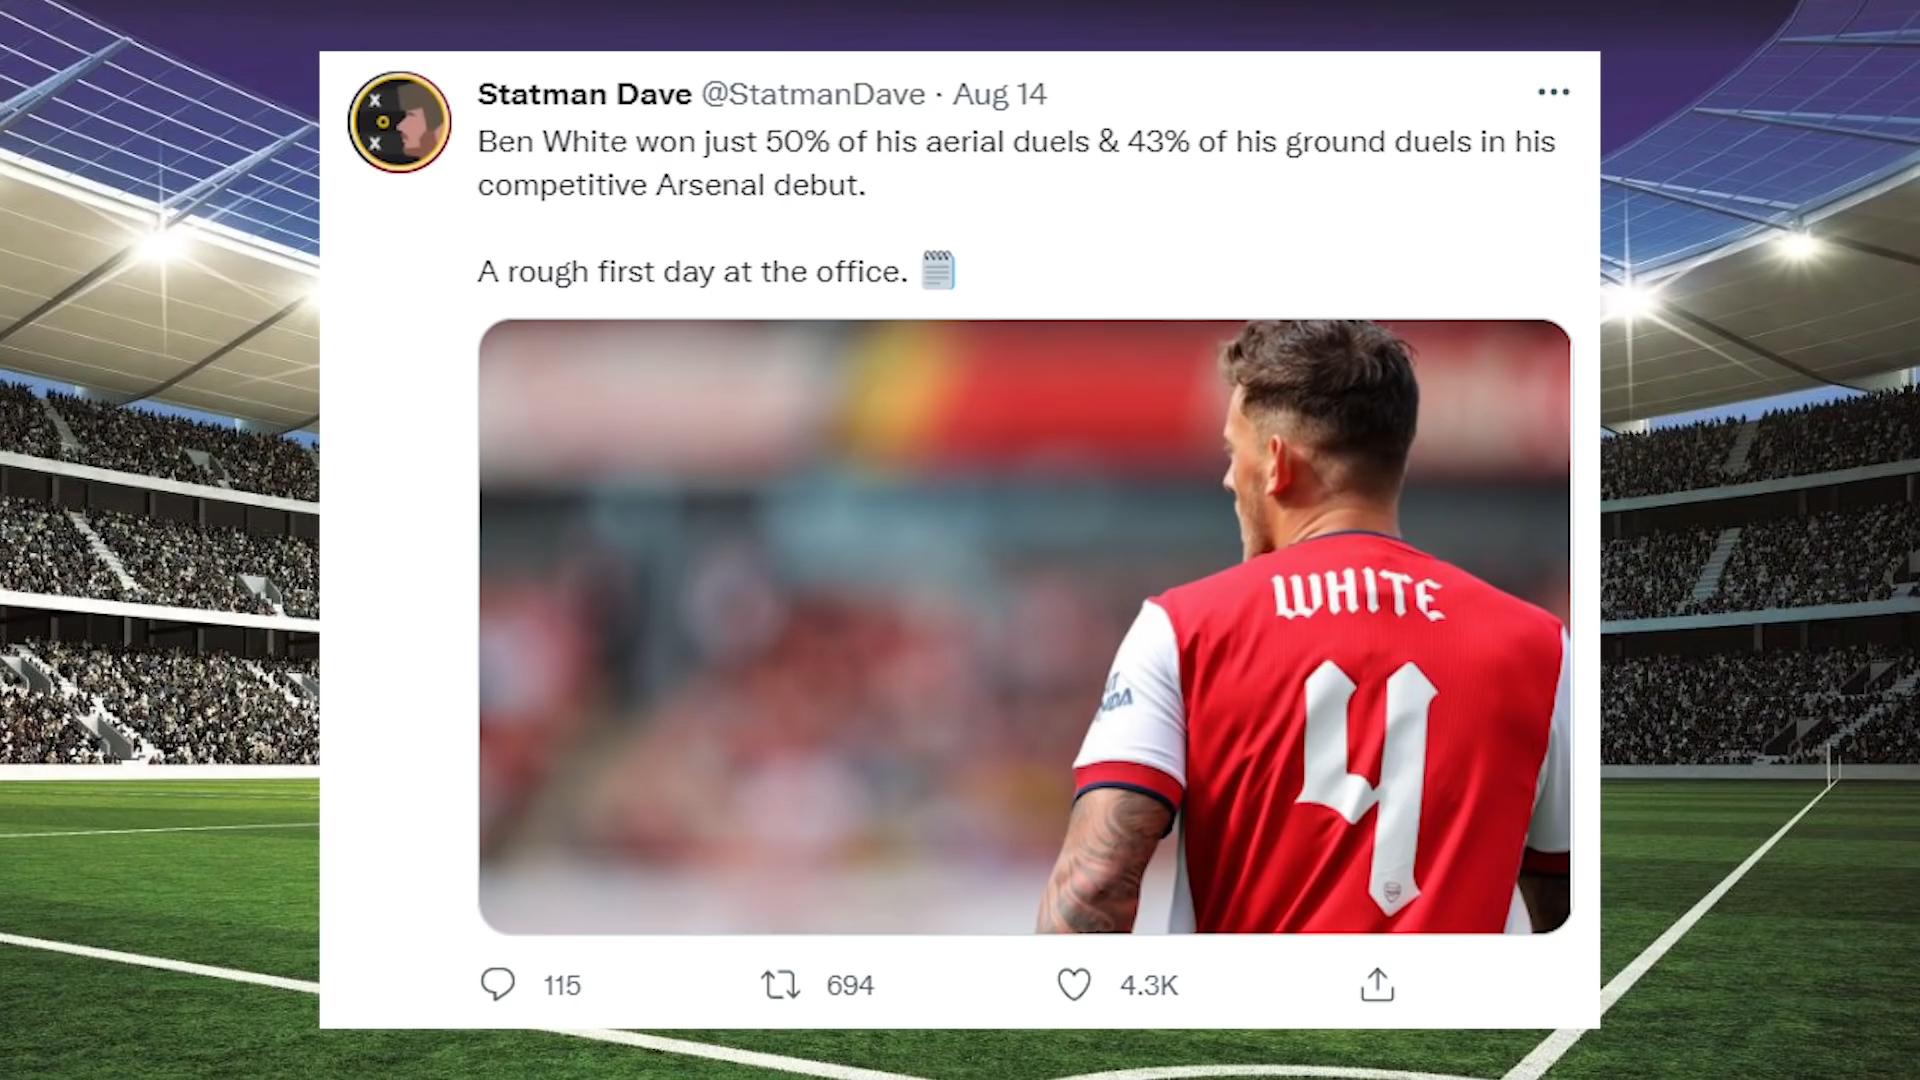 Statman Dave @StatmanDave · Aug 14
Ben White won just 50% of his aerial duels & 43% of his ground duels in his
competitive Arsenal debut.
A rough first day at the office.
WHITE
4
115
694
4.3K